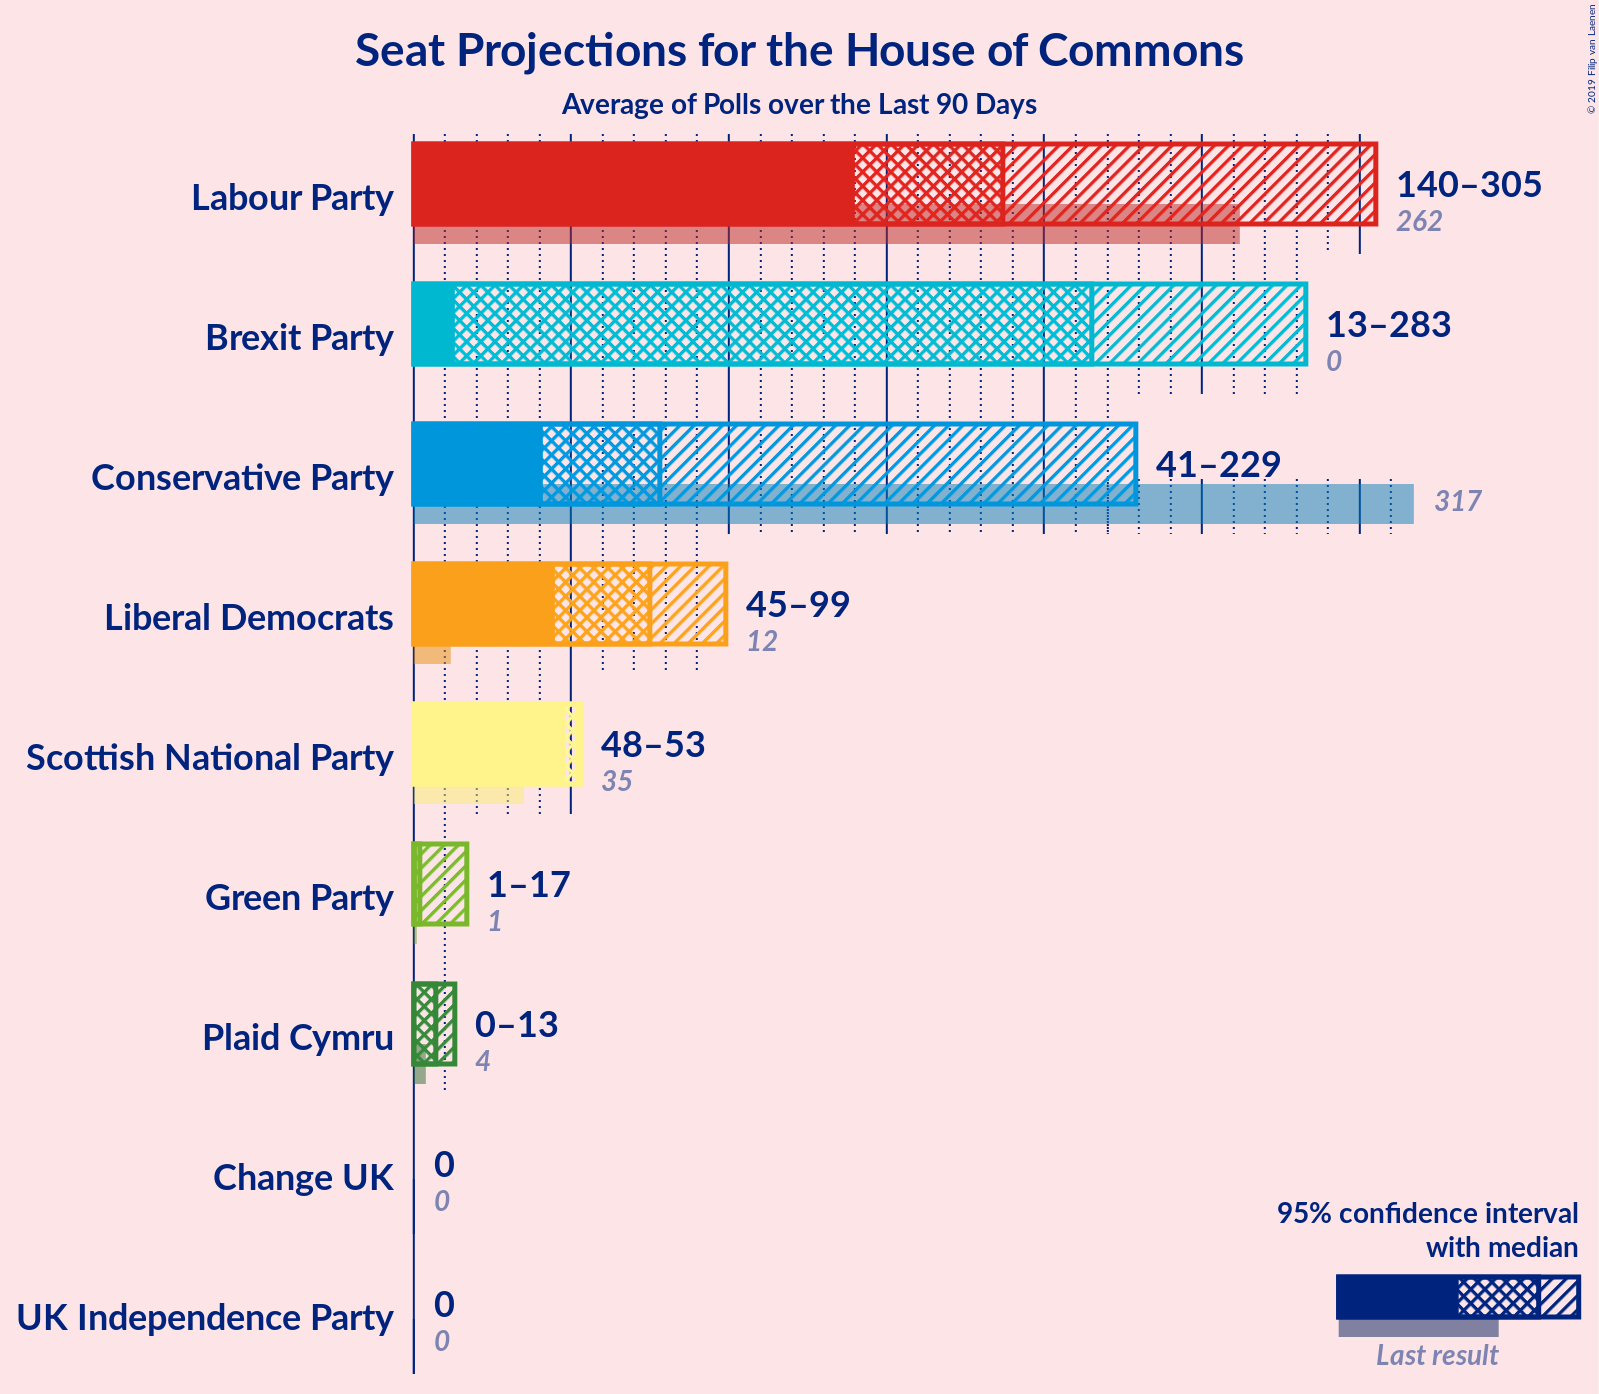 Seat Projections for the House of Commons
Average of Polls over the Last 90 Days
© 2019 Filip van Laenen
Labour Party
140–305
262
Brexit Party
13–283
0
Conservative Party
41–229
317
Liberal Democrats
45–99
12
Scottish National Party
48–53
35
Green Party
1–17
1
Plaid Cymru
0–13
4
Change UK
0
0
UK Independence Party
0
0
95% confidence interval
with median
Last result